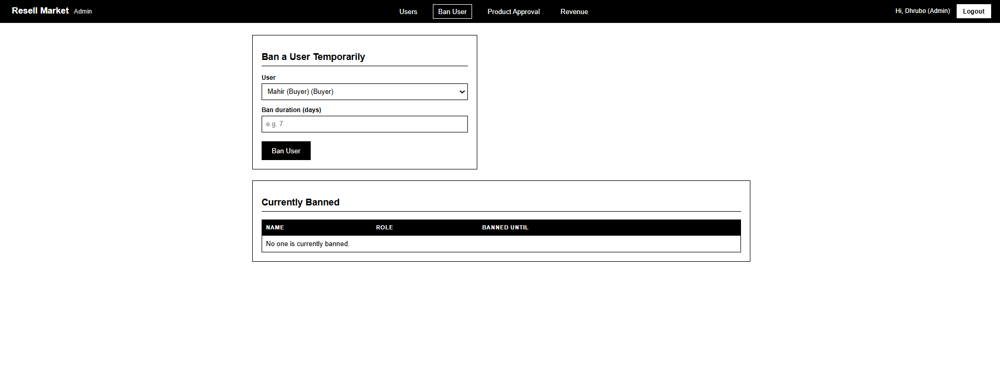 Resell Market Admin Users Ban User Product Approval Revenue Hi, Dhrubo (Admin) Logout
Ban a User Temporarily
User
Mahir (Buyer) (Buyer)
Ban duration (days)
e.g. 7
Ban User
Currently Banned
NAME ROLE BANNED UNTIL
No one is currently banned.